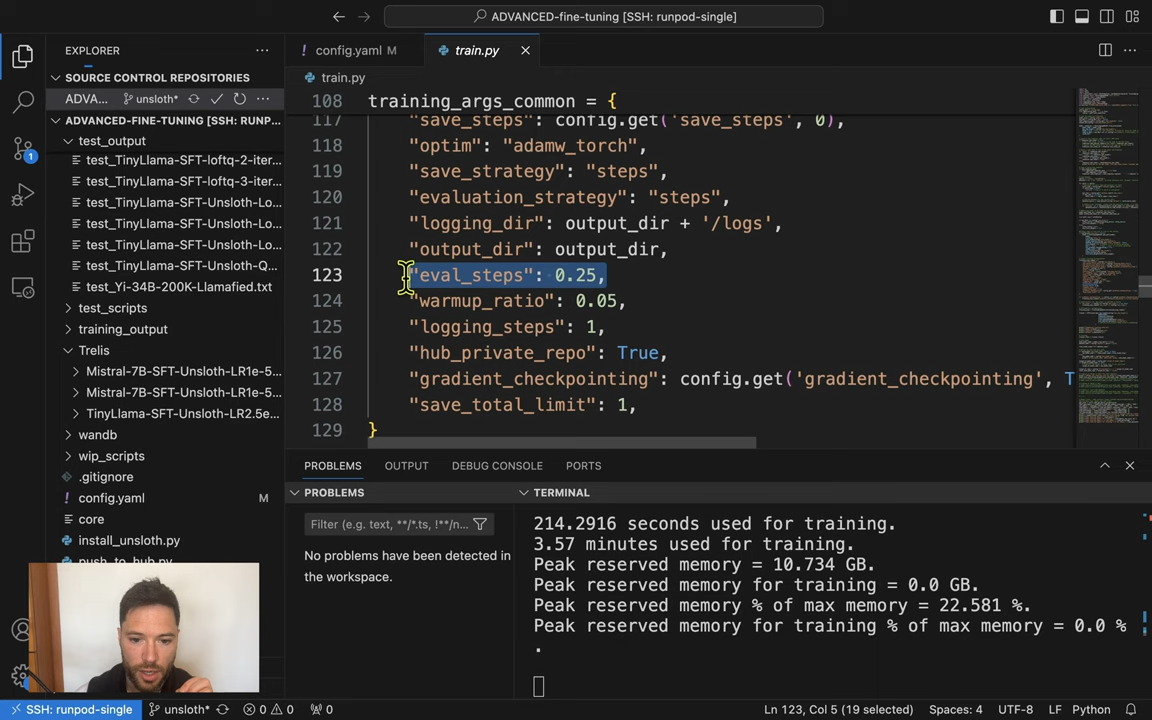 ADVANCED-fine-tuning [SSH: runpod-single]
EXPLORER
config.yaml M
train.py
SOURCE CONTROL REPOSITORIES
train.py
ADVA... unsloth*
108 training_args_common = {
ADVANCED-FINE-TUNING [SSH: RUNP...
117 "save_steps": config.get('save_steps', 0),
test_output
118 "optim": "adamw_torch",
test_TinyLlama-SFT-loftq-2-iter...
119 "save_strategy": "steps",
test_TinyLlama-SFT-loftq-3-iter...
120 "evaluation_strategy": "steps",
test_TinyLlama-SFT-Unsloth-Lo...
121 "logging_dir": output_dir + '/logs',
test_TinyLlama-SFT-Unsloth-Lo...
122 "output_dir": output_dir,
test_TinyLlama-SFT-Unsloth-Lo...
123 "eval_steps": 0.25,
test_TinyLlama-SFT-Unsloth-Q...
124 "warmup_ratio": 0.05,
test_Yi-34B-200K-Llamafied.txt
125 "logging_steps": 1,
test_scripts
126 "hub_private_repo": True,
training_output
127 "gradient_checkpointing": config.get('gradient_checkpointing', T
Trelis
128 "save_total_limit": 1,
Mistral-7B-SFT-Unsloth-LR1e-5...
129 }
Mistral-7B-SFT-Unsloth-LR1e-5...
TinyLlama-SFT-Unsloth-LR2.5e...
wandb
wip_scripts
.gitignore
config.yaml M
core
install_unsloth.py
push_to_hub.py
PROBLEMS OUTPUT DEBUG CONSOLE PORTS
PROBLEMS
TERMINAL
Filter (e.g. text, **/*.ts, !**/n...
No problems have been detected in
the workspace.
214.2916 seconds used for training.
3.57 minutes used for training.
Peak reserved memory = 10.734 GB.
Peak reserved memory for training = 0.0 GB.
Peak reserved memory % of max memory = 22.581 %.
Peak reserved memory for training % of max memory = 0.0 %
.
1
SSH: runpod-single unsloth* 0 0 0 Ln 123, Col 5 (19 selected) Spaces: 4 UTF-8 LF Python